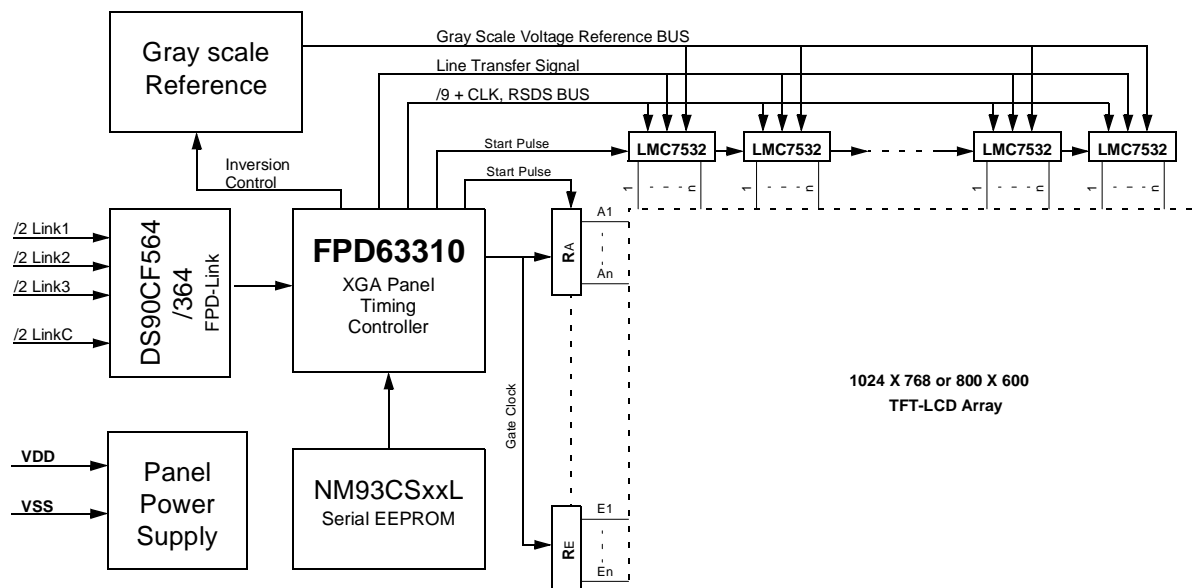 Gray scale
Reference
Gray Scale Voltage Reference BUS
Line Transfer Signal
/9 + CLK, RSDS BUS
Start Pulse
Start Pulse
Inversion
Control
LMC7532
LMC7532
LMC7532
LMC7532
1 n
1 n
1 n
1 n
/2 Link1
/2 Link2
/2 Link3
/2 LinkC
DS90CF564
/364
FPD-Link
FPD63310
XGA Panel
Timing
Controller
RA
A1
An
Gate Clock
1024 X 768 or 800 X 600
TFT-LCD Array
VDD
VSS
Panel
Power
Supply
NM93CSxxL
Serial EEPROM
RE
E1
En